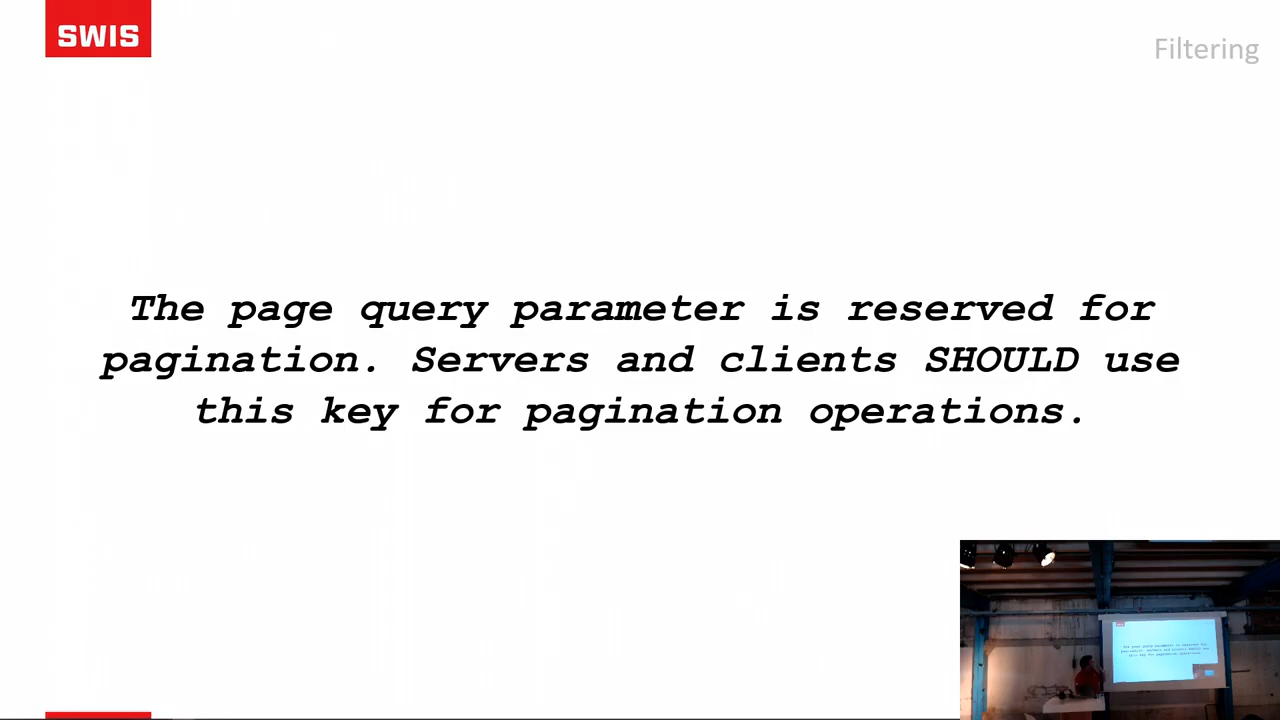 SWIS
Filtering
The page query parameter is reserved for
pagination. Servers and clients SHOULD use
this key for pagination operations.